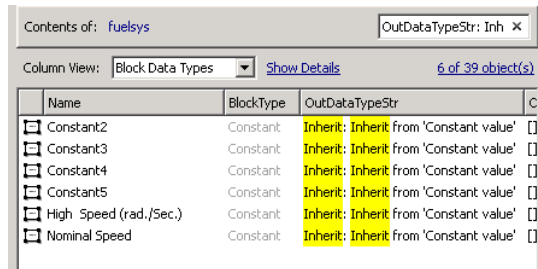 Contents of: fuelsys OutDataTypeStr: Inh ×
Column View: Block Data Types Show Details 6 of 39 object(s)
Name BlockType OutDataTypeStr C
Constant2 Constant Inherit: Inherit from 'Constant value' []
Constant3 Constant Inherit: Inherit from 'Constant value' []
Constant4 Constant Inherit: Inherit from 'Constant value' []
Constant5 Constant Inherit: Inherit from 'Constant value' []
High Speed (rad./Sec.) Constant Inherit: Inherit from 'Constant value' []
Nominal Speed Constant Inherit: Inherit from 'Constant value' []